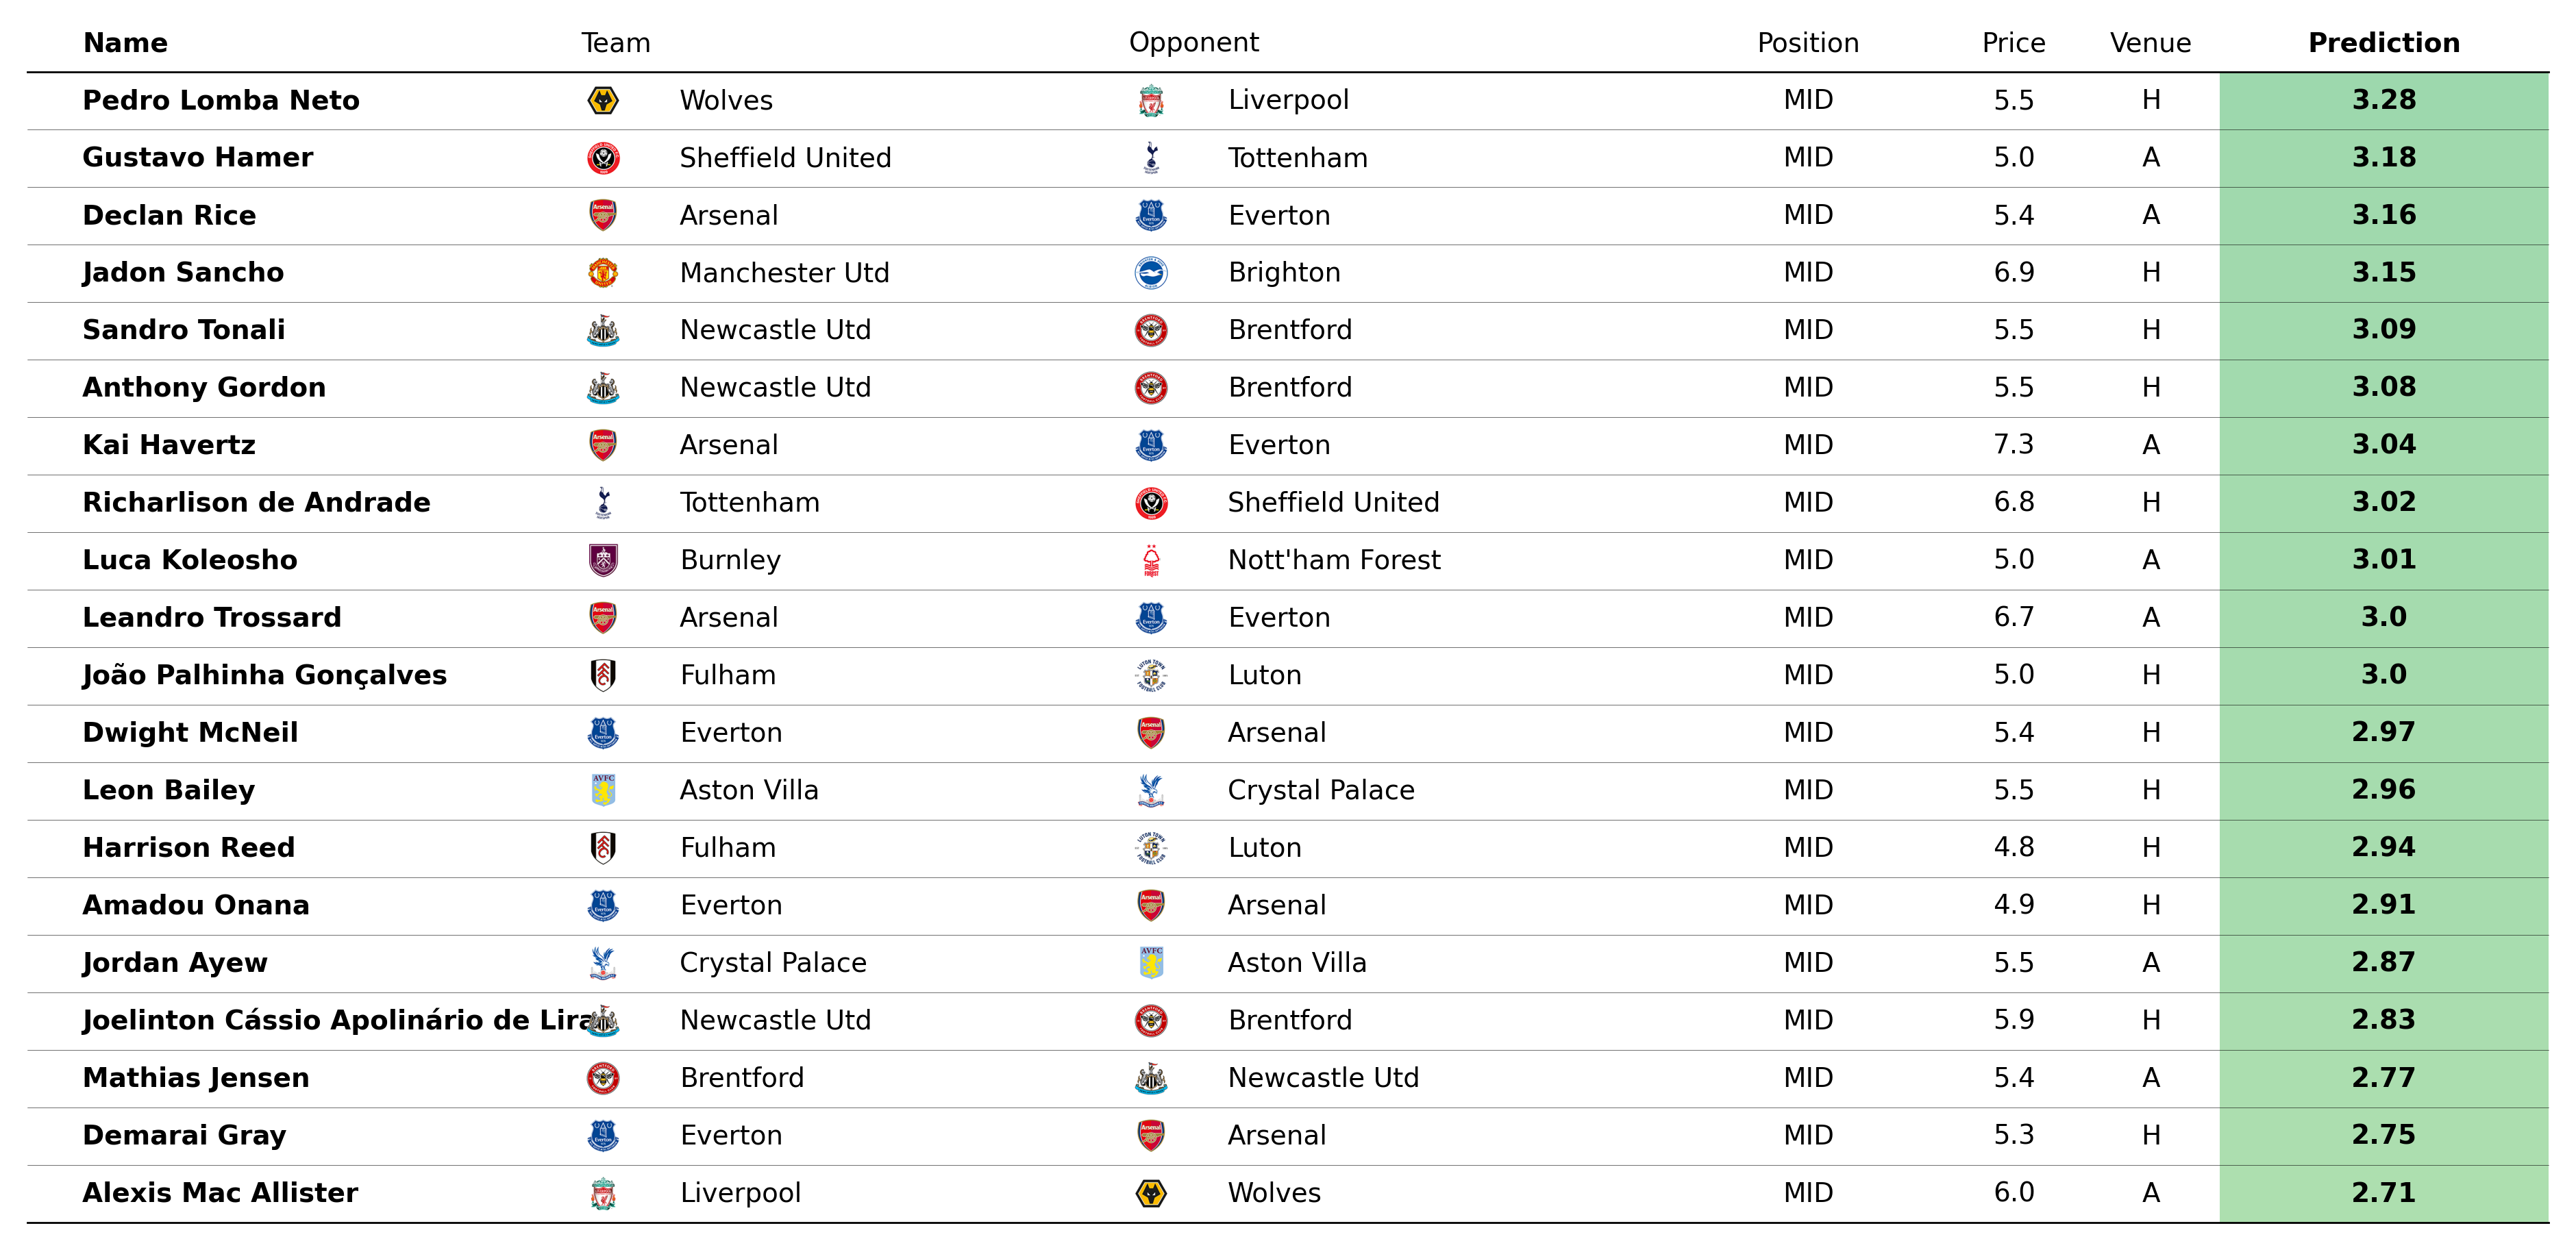 Name Team Opponent Position Price Venue Prediction
Pedro Lomba Neto Wolves Liverpool MID 5.5 H 3.28
Gustavo Hamer Sheffield United Tottenham MID 5.0 A 3.18
Declan Rice Arsenal Everton MID 5.4 A 3.16
Jadon Sancho Manchester Utd Brighton MID 6.9 H 3.15
Sandro Tonali Newcastle Utd Brentford MID 5.5 H 3.09
Anthony Gordon Newcastle Utd Brentford MID 5.5 H 3.08
Kai Havertz Arsenal Everton MID 7.3 A 3.04
Richarlison de Andrade Tottenham Sheffield United MID 6.8 H 3.02
Luca Koleosho Burnley Nott'ham Forest MID 5.0 A 3.01
Leandro Trossard Arsenal Everton MID 6.7 A 3.0
João Palhinha Gonçalves Fulham Luton MID 5.0 H 3.0
Dwight McNeil Everton Arsenal MID 5.4 H 2.97
Leon Bailey Aston Villa Crystal Palace MID 5.5 H 2.96
Harrison Reed Fulham Luton MID 4.8 H 2.94
Amadou Onana Everton Arsenal MID 4.9 H 2.91
Jordan Ayew Crystal Palace Aston Villa MID 5.5 A 2.87
Joelinton Cássio Apolinário de Lira Newcastle Utd Brentford MID 5.9 H 2.83
Mathias Jensen Brentford Newcastle Utd MID 5.4 A 2.77
Demarai Gray Everton Arsenal MID 5.3 H 2.75
Alexis Mac Allister Liverpool Wolves MID 6.0 A 2.71